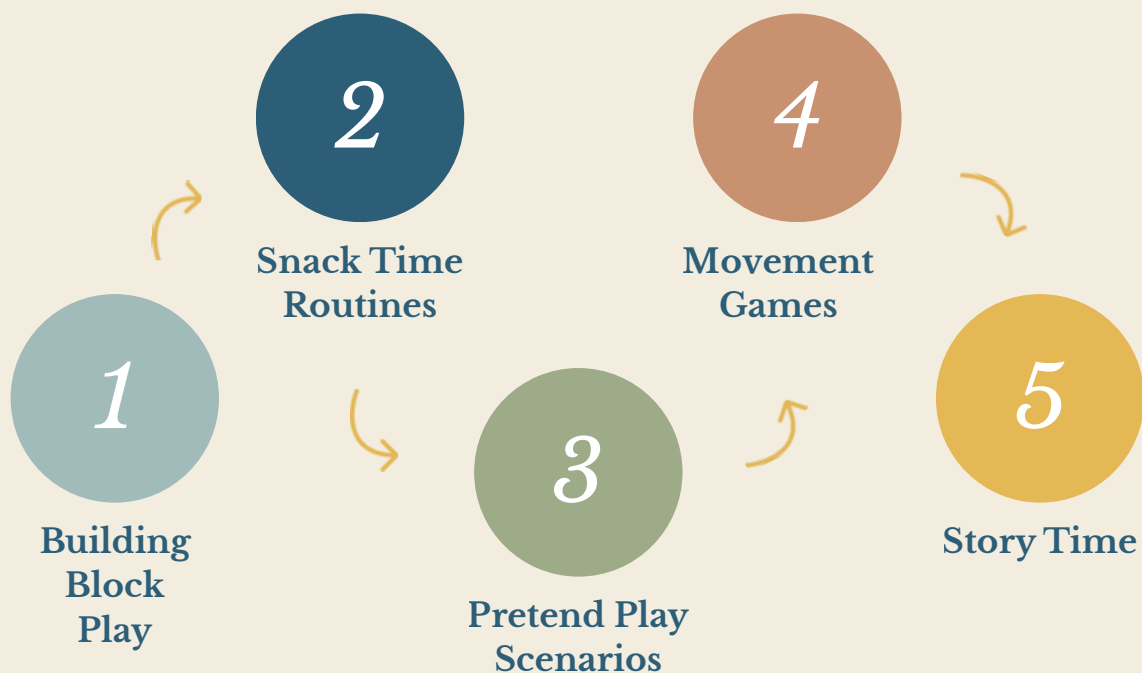 1
Building
Block
Play
2
Snack Time
Routines
3
Pretend Play
Scenarios
4
Movement
Games
5
Story Time